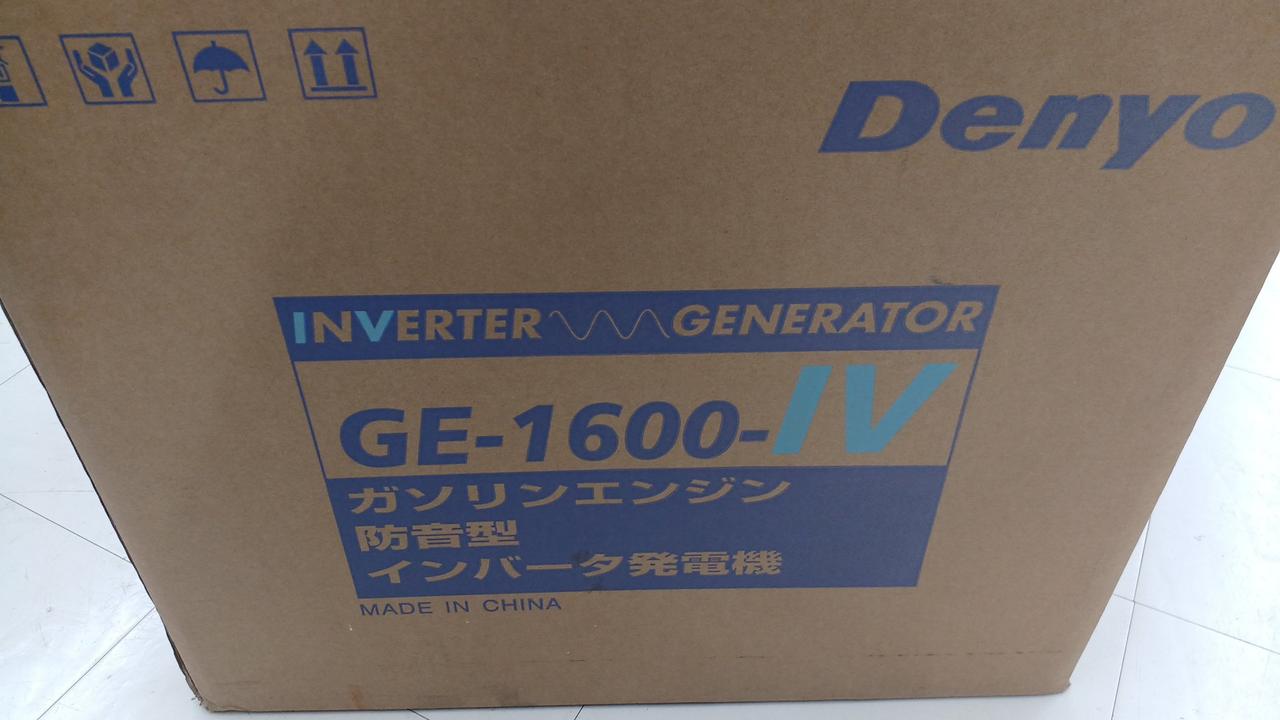 Denyo
INVERTER GENERATOR
GE-1600-IV
ガソリンエンジン
防音型
インバータ発電機
MADE IN CHINA